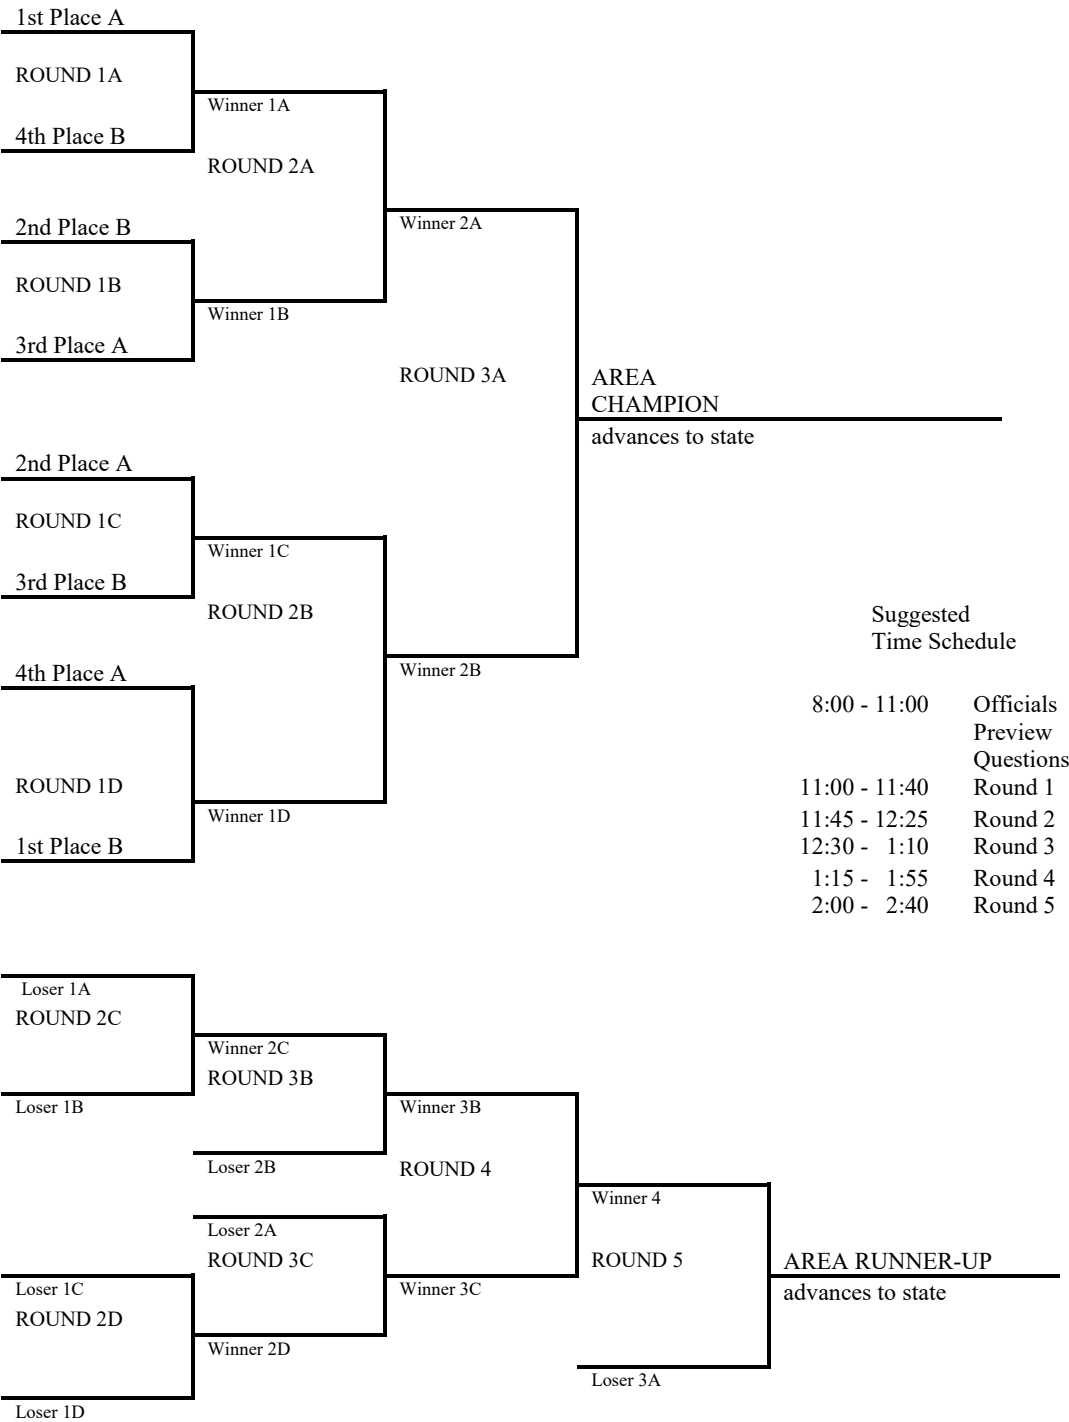 1st Place A
ROUND 1A
Winner 1A
4th Place B
ROUND 2A
2nd Place B
Winner 2A
ROUND 1B
Winner 1B
3rd Place A
ROUND 3A
AREA
CHAMPION
advances to state
2nd Place A
ROUND 1C
Winner 1C
3rd Place B
ROUND 2B
Winner 2B
4th Place A
ROUND 1D
Winner 1D
1st Place B
Suggested
Time Schedule
8:00 - 11:00 Officials
Preview
Questions
11:00 - 11:40 Round 1
11:45 - 12:25 Round 2
12:30 - 1:10 Round 3
1:15 - 1:55 Round 4
2:00 - 2:40 Round 5
Loser 1A
ROUND 2C
Winner 2C
ROUND 3B
Loser 1B
Winner 3B
Loser 2B
ROUND 4
Winner 4
Loser 2A
ROUND 3C
ROUND 5
AREA RUNNER-UP
advances to state
Loser 1C
Winner 3C
ROUND 2D
Winner 2D
Loser 3A
Loser 1D